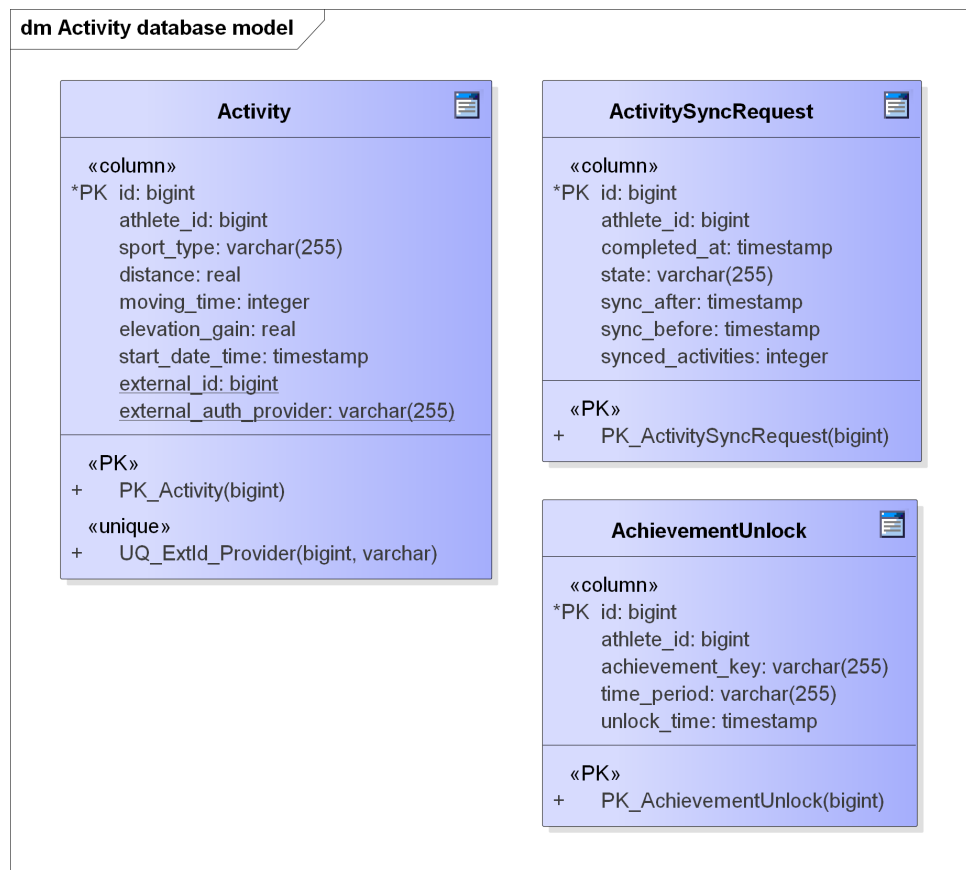 dm Activity database model
Activity
«column»
*PK id: bigint
athlete_id: bigint
sport_type: varchar(255)
distance: real
moving_time: integer
elevation_gain: real
start_date_time: timestamp
external_id: bigint
external_auth_provider: varchar(255)
«PK»
+ PK_Activity(bigint)
«unique»
+ UQ_ExtId_Provider(bigint, varchar)
ActivitySyncRequest
«column»
*PK id: bigint
athlete_id: bigint
completed_at: timestamp
state: varchar(255)
sync_after: timestamp
sync_before: timestamp
synced_activities: integer
«PK»
+ PK_ActivitySyncRequest(bigint)
AchievementUnlock
«column»
*PK id: bigint
athlete_id: bigint
achievement_key: varchar(255)
time_period: varchar(255)
unlock_time: timestamp
«PK»
+ PK_AchievementUnlock(bigint)